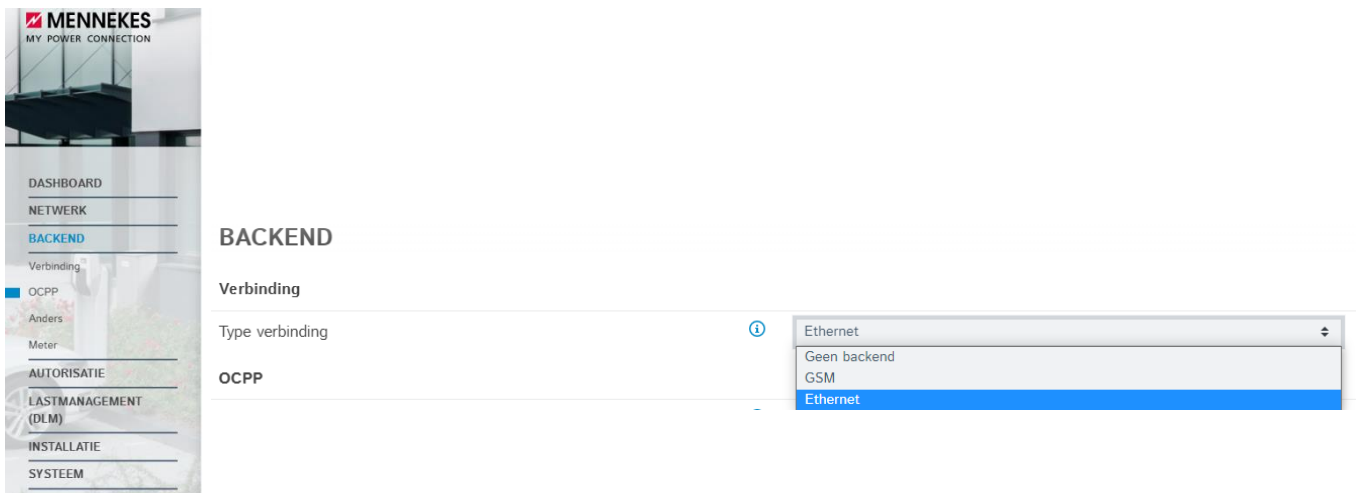 MENNEKES
MY POWER CONNECTION
DASHBOARD
NETWERK
BACKEND
Verbinding
OCPP
Anders
Meter
AUTORISATIE
LASTMANAGEMENT
(DLM)
INSTALLATIE
SYSTEEM
BACKEND
Verbinding
Type verbinding
Ethernet
Geen backend
GSM
Ethernet
OCPP